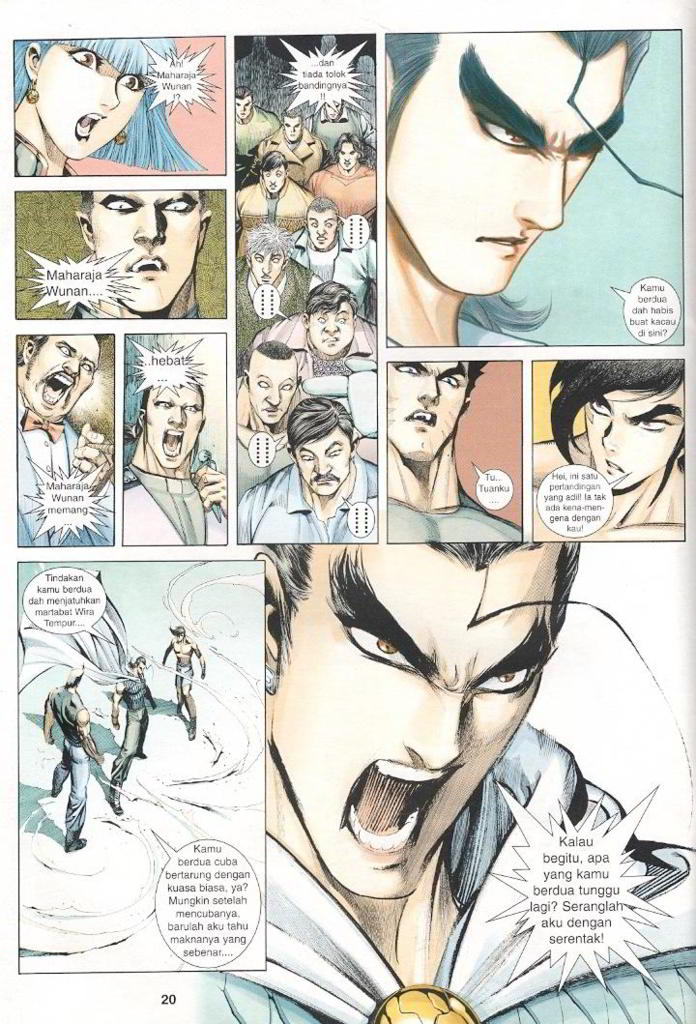 Ah!
Maharaja
Wunan
!?
...dan
tiada tolok
bandingnya
!!
Kamu
berdua
dah habis
buat kacau
di sini?
Maharaja
Wunan....
Maharaja
Wunan
memang
...
..hebat
...
Tu...
Tuanku
....
Hei, ini satu
pertandingan
yang adil! Ia tak
ada kena-men-
gena dengan
kau!
Tindakan
kamu berdua
dah menjatuhkan
martabat Wira
Tempur....
Kamu
berdua cuba
bertarung dengan
kuasa biasa, ya?
Mungkin setelah
mencubanya,
barulah aku tahu
maknanya yang
sebenar....
Kalau
begitu, apa
yang kamu
berdua tunggu
lagi? Seranglah
aku dengan
serentak!
20